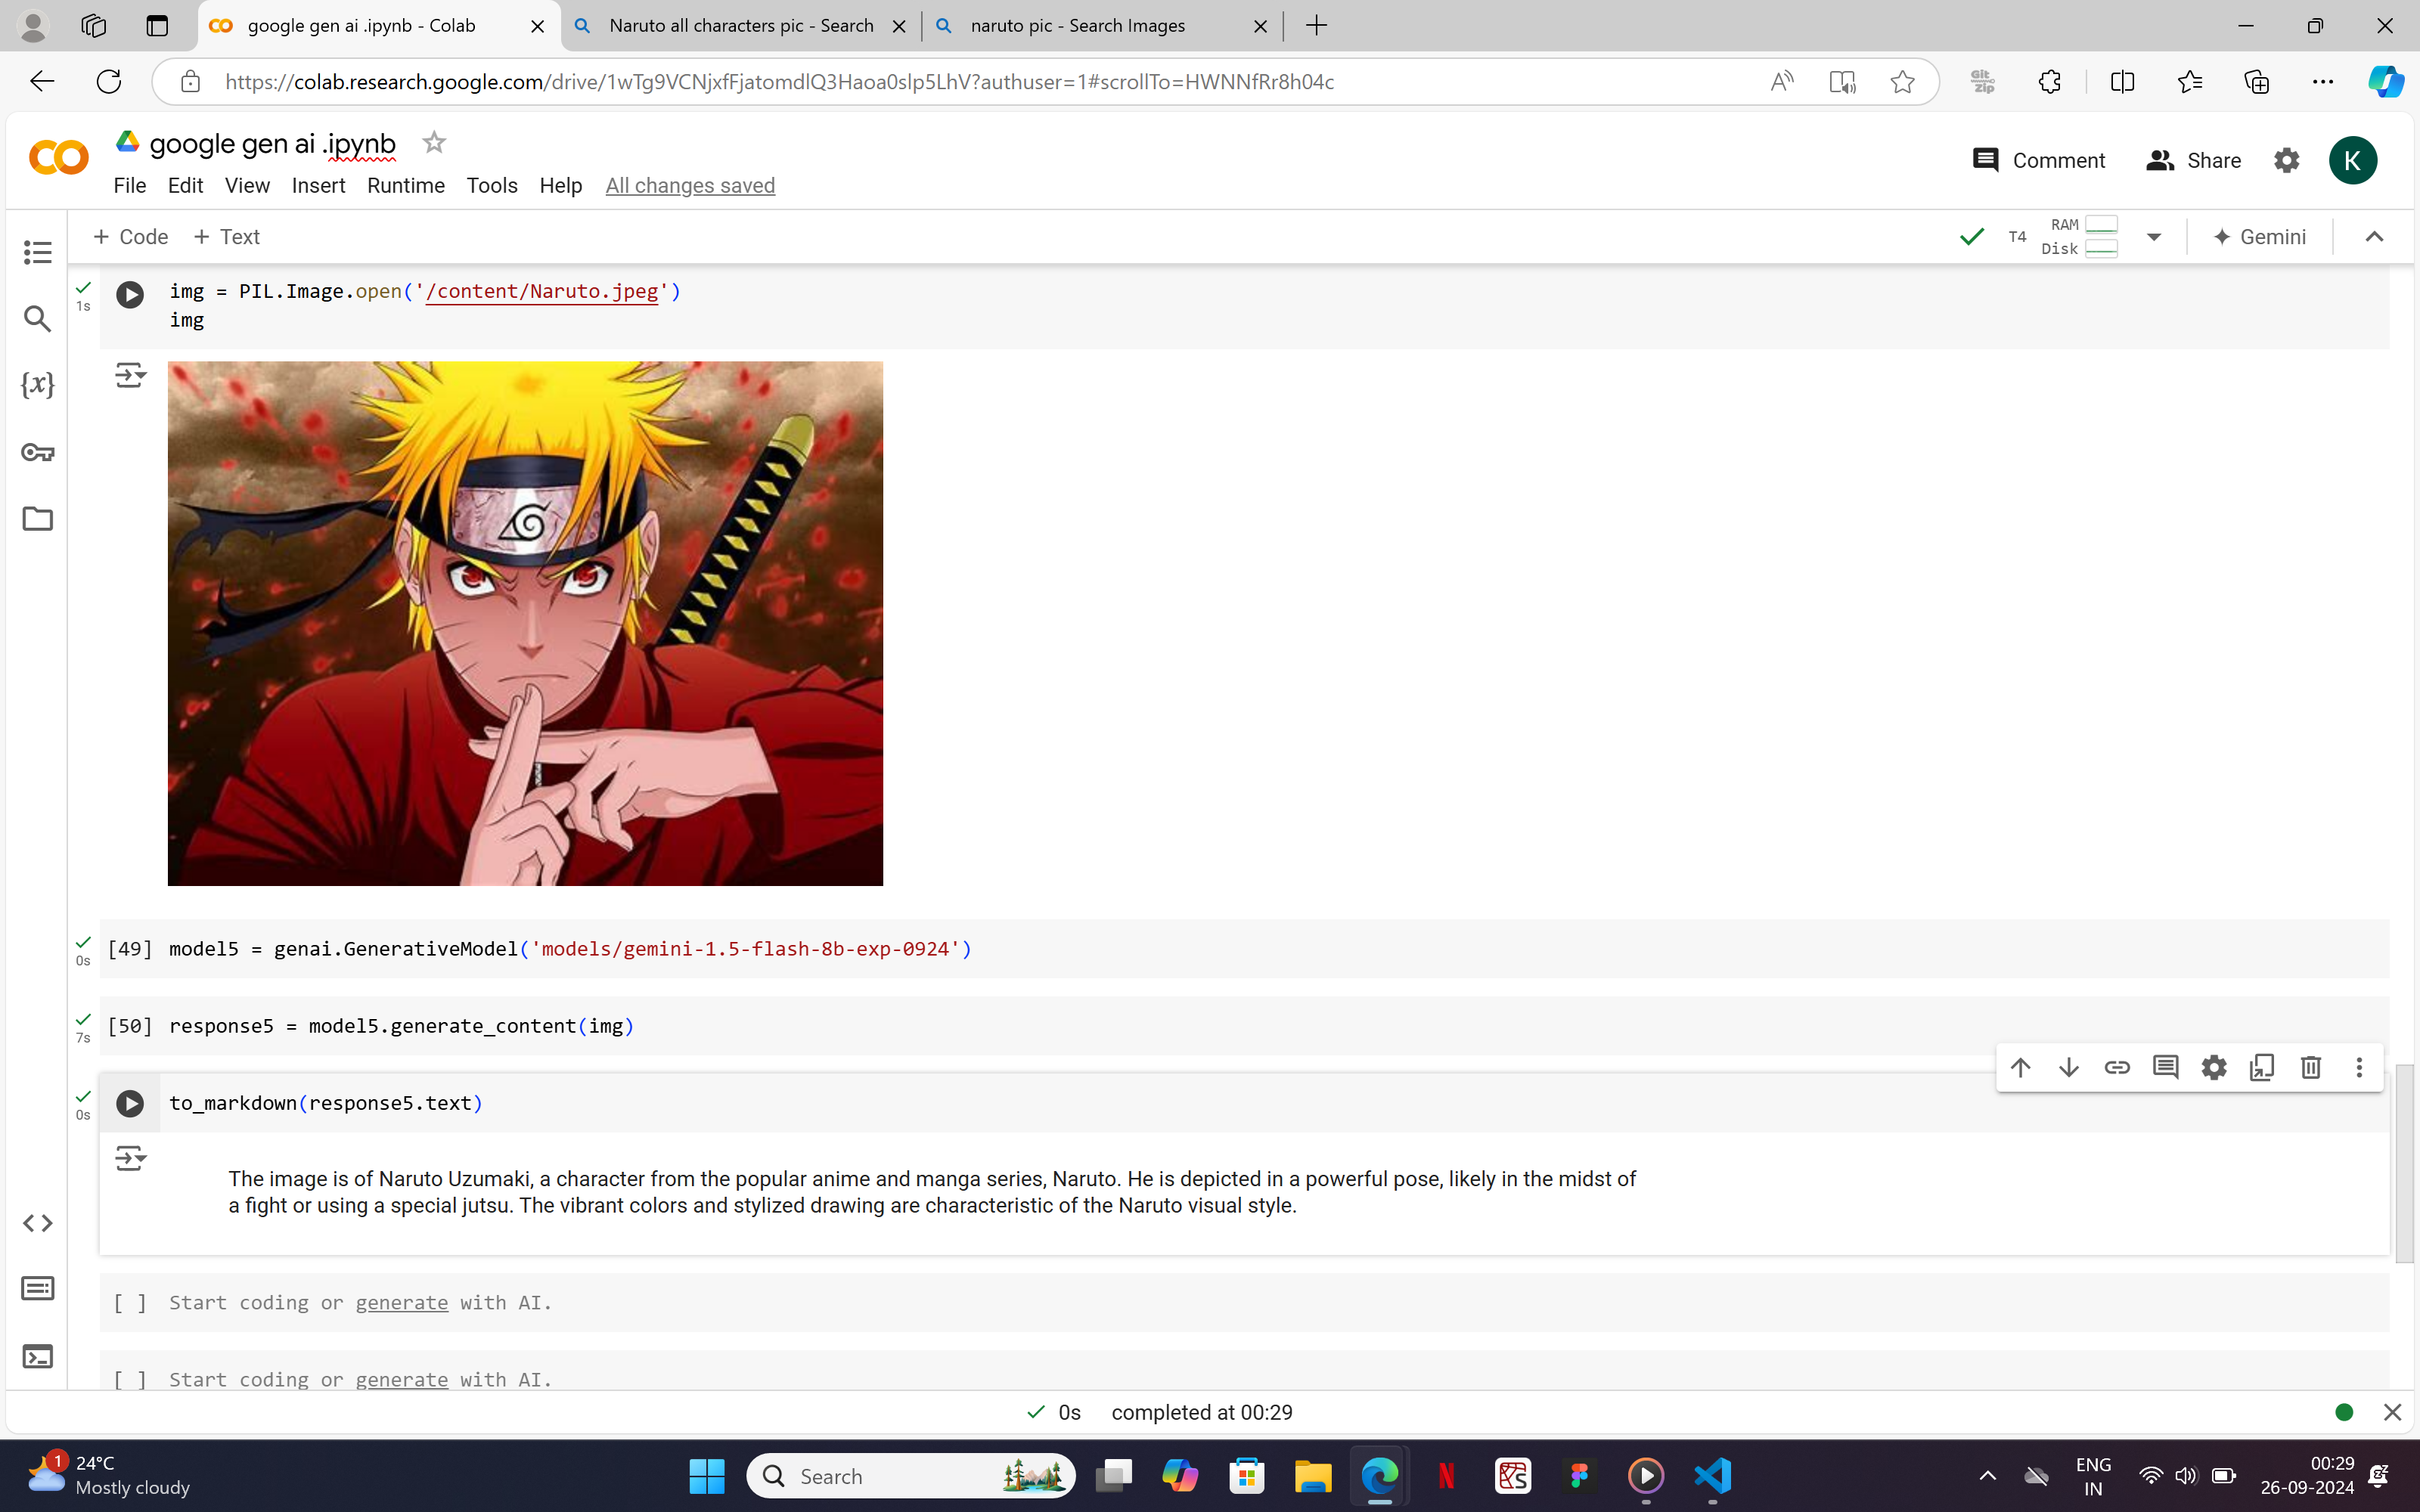 google gen ai .ipynb - Colab
Naruto all characters pic - Search
naruto pic - Search Images
https://colab.research.google.com/drive/1wTg9VCNjxfFjatomdlQ3Haoa0slp5LhV?authuser=1#scrollTo=HWNNfRr8h04c
Git
Zip
google gen ai .ipynb
Comment
Share
K
File Edit View Insert Runtime Tools Help All changes saved
+ Code + Text
T4
RAM
Disk
Gemini
1s
img = PIL.Image.open('/content/Naruto.jpeg')
img
{x}
0s
[49] model5 = genai.GenerativeModel('models/gemini-1.5-flash-8b-exp-0924')
7s
[50] response5 = model5.generate_content(img)
0s
to_markdown(response5.text)
The image is of Naruto Uzumaki, a character from the popular anime and manga series, Naruto. He is depicted in a powerful pose, likely in the midst of
a fight or using a special jutsu. The vibrant colors and stylized drawing are characteristic of the Naruto visual style.
[ ] Start coding or generate with AI.
[ ] Start coding or generate with AI.
0s completed at 00:29
1
24°C
Mostly cloudy
Search
N
ENG
IN
00:29
26-09-2024